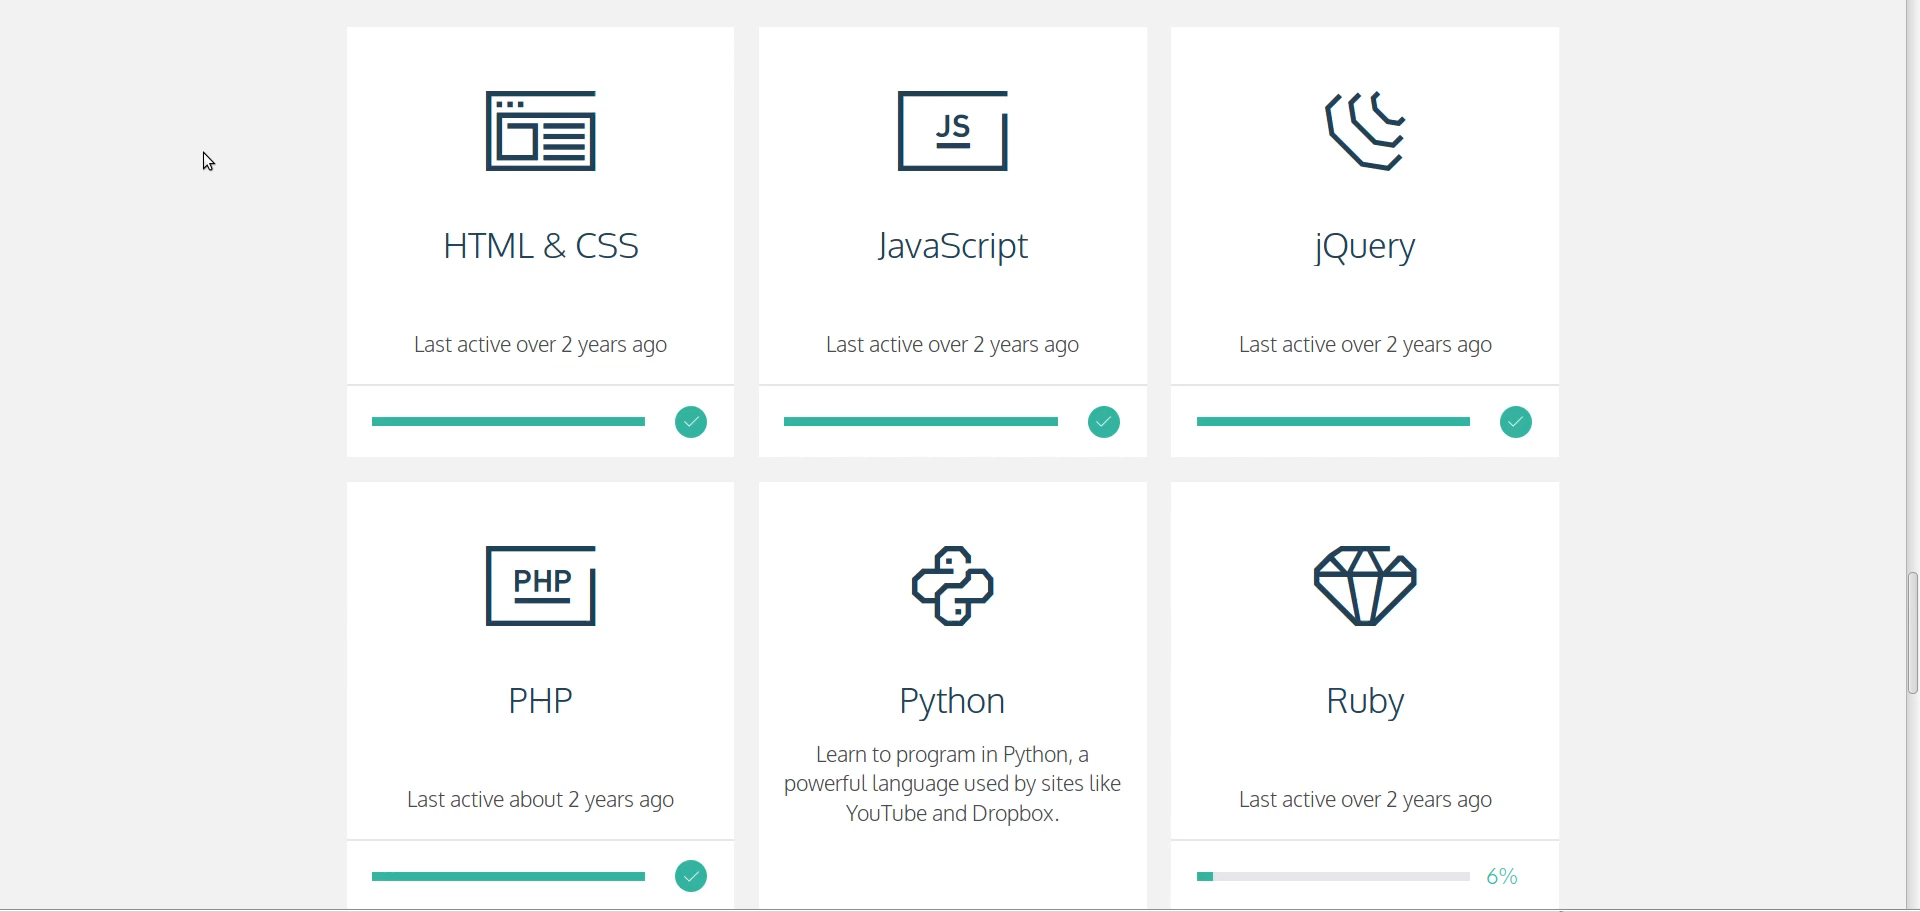 JS
HTML & CSS
JavaScript
jQuery
Last active over 2 years ago
Last active over 2 years ago
Last active over 2 years ago
PHP
PHP
Python
Ruby
Learn to program in Python, a
powerful language used by sites like
YouTube and Dropbox.
Last active about 2 years ago
Last active over 2 years ago
6%